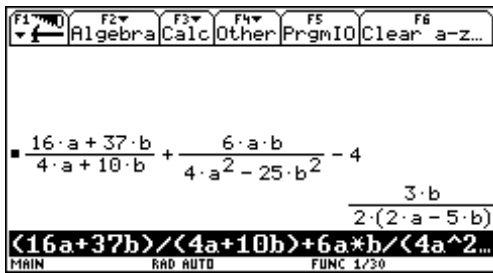 F1 F2 F3 F4 F5 F6
Algebra Calc Other PrgmIO Clear a-z…
▪ (16·a + 37·b)/(4·a + 10·b) + (6·a·b)/(4·a² - 25·b²) - 4
(3·b)/(2·(2·a - 5·b))
(16a+37b)/(4a+10b)+6a*b/(4a^2…
MAIN RAD AUTO FUNC 1/30